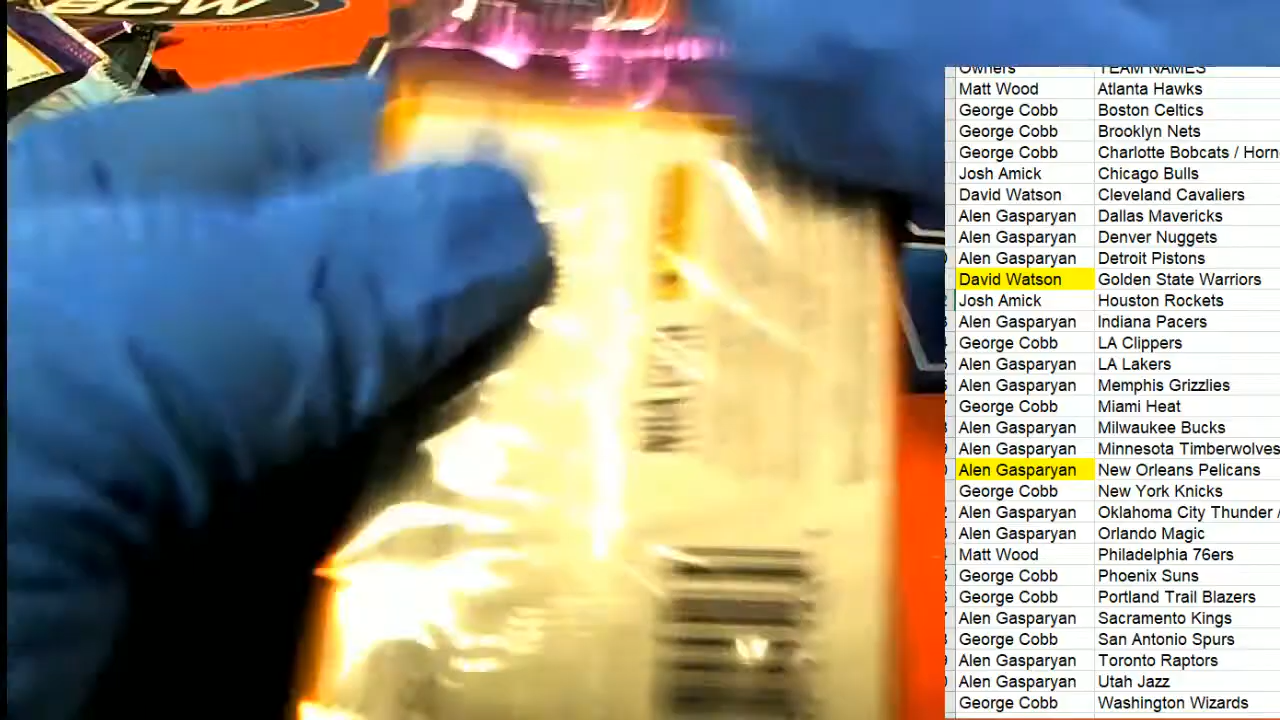 BCW
Owners TEAM NAMES
Matt Wood Atlanta Hawks
George Cobb Boston Celtics
George Cobb Brooklyn Nets
George Cobb Charlotte Bobcats / Horn
Josh Amick Chicago Bulls
David Watson Cleveland Cavaliers
Alen Gasparyan Dallas Mavericks
Alen Gasparyan Denver Nuggets
Alen Gasparyan Detroit Pistons
David Watson Golden State Warriors
Josh Amick Houston Rockets
Alen Gasparyan Indiana Pacers
George Cobb LA Clippers
Alen Gasparyan LA Lakers
Alen Gasparyan Memphis Grizzlies
George Cobb Miami Heat
Alen Gasparyan Milwaukee Bucks
Alen Gasparyan Minnesota Timberwolves
Alen Gasparyan New Orleans Pelicans
George Cobb New York Knicks
Alen Gasparyan Oklahoma City Thunder /
Alen Gasparyan Orlando Magic
Matt Wood Philadelphia 76ers
George Cobb Phoenix Suns
George Cobb Portland Trail Blazers
Alen Gasparyan Sacramento Kings
George Cobb San Antonio Spurs
Alen Gasparyan Toronto Raptors
Alen Gasparyan Utah Jazz
George Cobb Washington Wizards